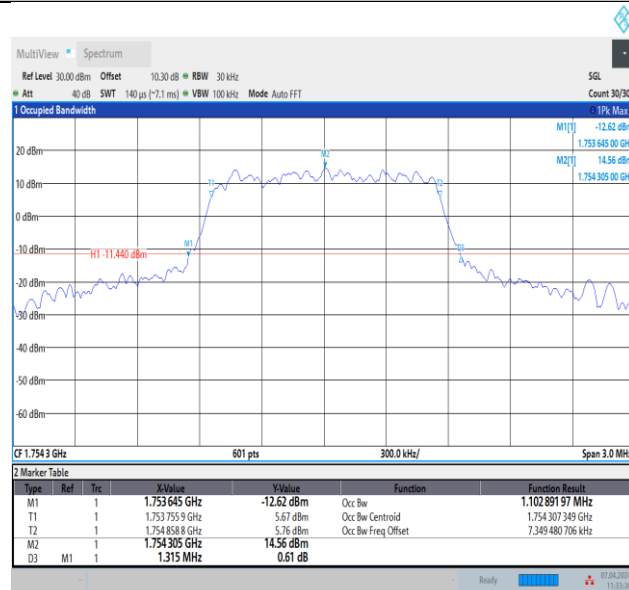 MultiView Spectrum
Ref Level 30.00 dBm Offset 10.30 dB RBW 30 kHz SGL
Att 40 dB SWT 140 µs (~7.1 ms) VBW 100 kHz Mode Auto FFT Count 30/30
1 Occupied Bandwidth 1Pk Max
M1[1] -12.62 dBm
1.753 645 00 GH
M2[1] 14.56 dBm
1.754 305 00 GH
20 dBm
10 dBm
0 dBm
-10 dBm
-20 dBm
-30 dBm
-40 dBm
-50 dBm
-60 dBm
H1 -11.440 dBm
M1
T1
M2
T2
D3
CF 1.754 3 GHz 601 pts 300.0 kHz/ Span 3.0 MH
2 Marker Table
Type Ref Trc X-Value Y-Value Function Function Result
M1 1 1.753 645 GHz -12.62 dBm Occ Bw 1.102 891 97 MHz
T1 1 1.753 755 9 GHz 5.67 dBm Occ Bw Centroid 1.754 307 349 GHz
T2 1 1.754 858 8 GHz 5.76 dBm Occ Bw Freq Offset 7.349 480 706 kHz
M2 1 1.754 305 GHz 14.56 dBm
D3 M1 1 1.315 MHz 0.61 dB
Ready
11:33:36